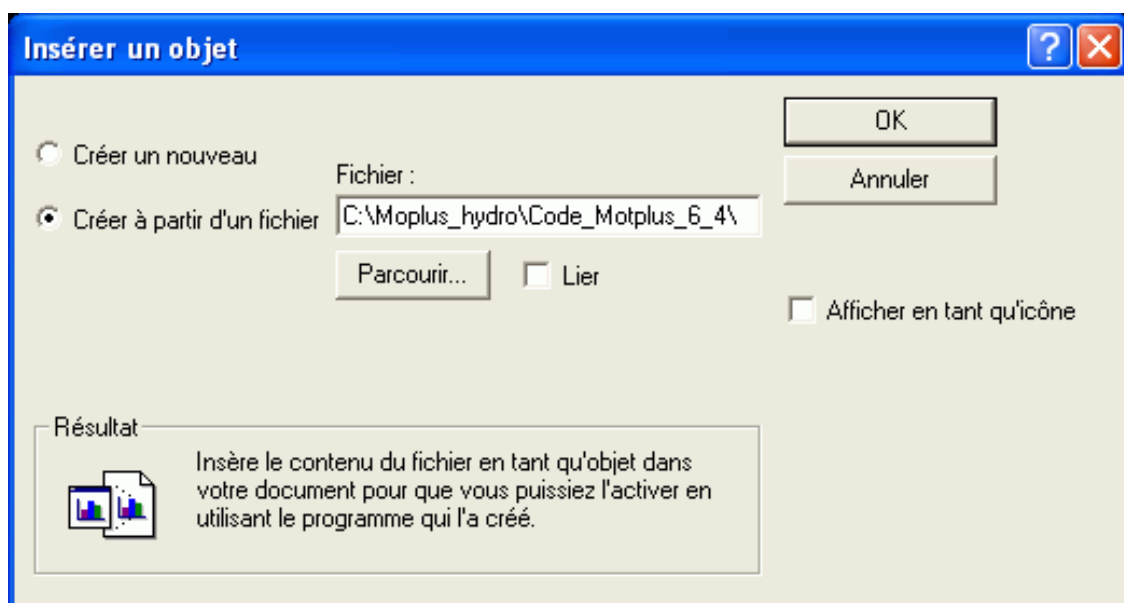 Insérer un objet
OK
Créer un nouveau
Fichier :
Annuler
Créer à partir d'un fichier
C:\Moplus_hydro\Code_Motplus_6_4\
Parcourir...
Lier
Afficher en tant qu'icône
Résultat
Insère le contenu du fichier en tant qu'objet dans
votre document pour que vous puissiez l'activer en
utilisant le programme qui l'a créé.